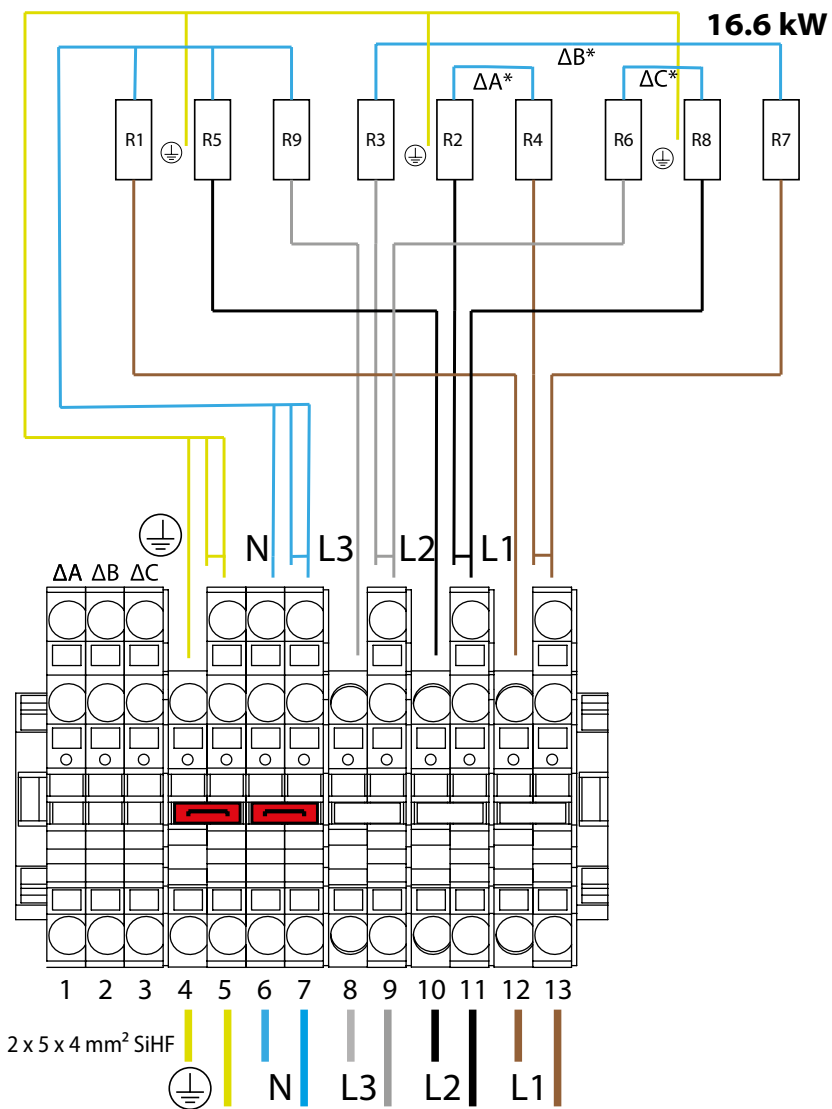 16.6 kW
ΔB*
ΔA* ΔC*
R1 R5 R9 R3 R2 R4 R6 R8 R7
N L3 L2 L1
ΔA ΔB ΔC
1 2 3 4 5 6 7 8 9 10 11 12 13
2 x 5 x 4 mm² SiHF
N L3 L2 L1